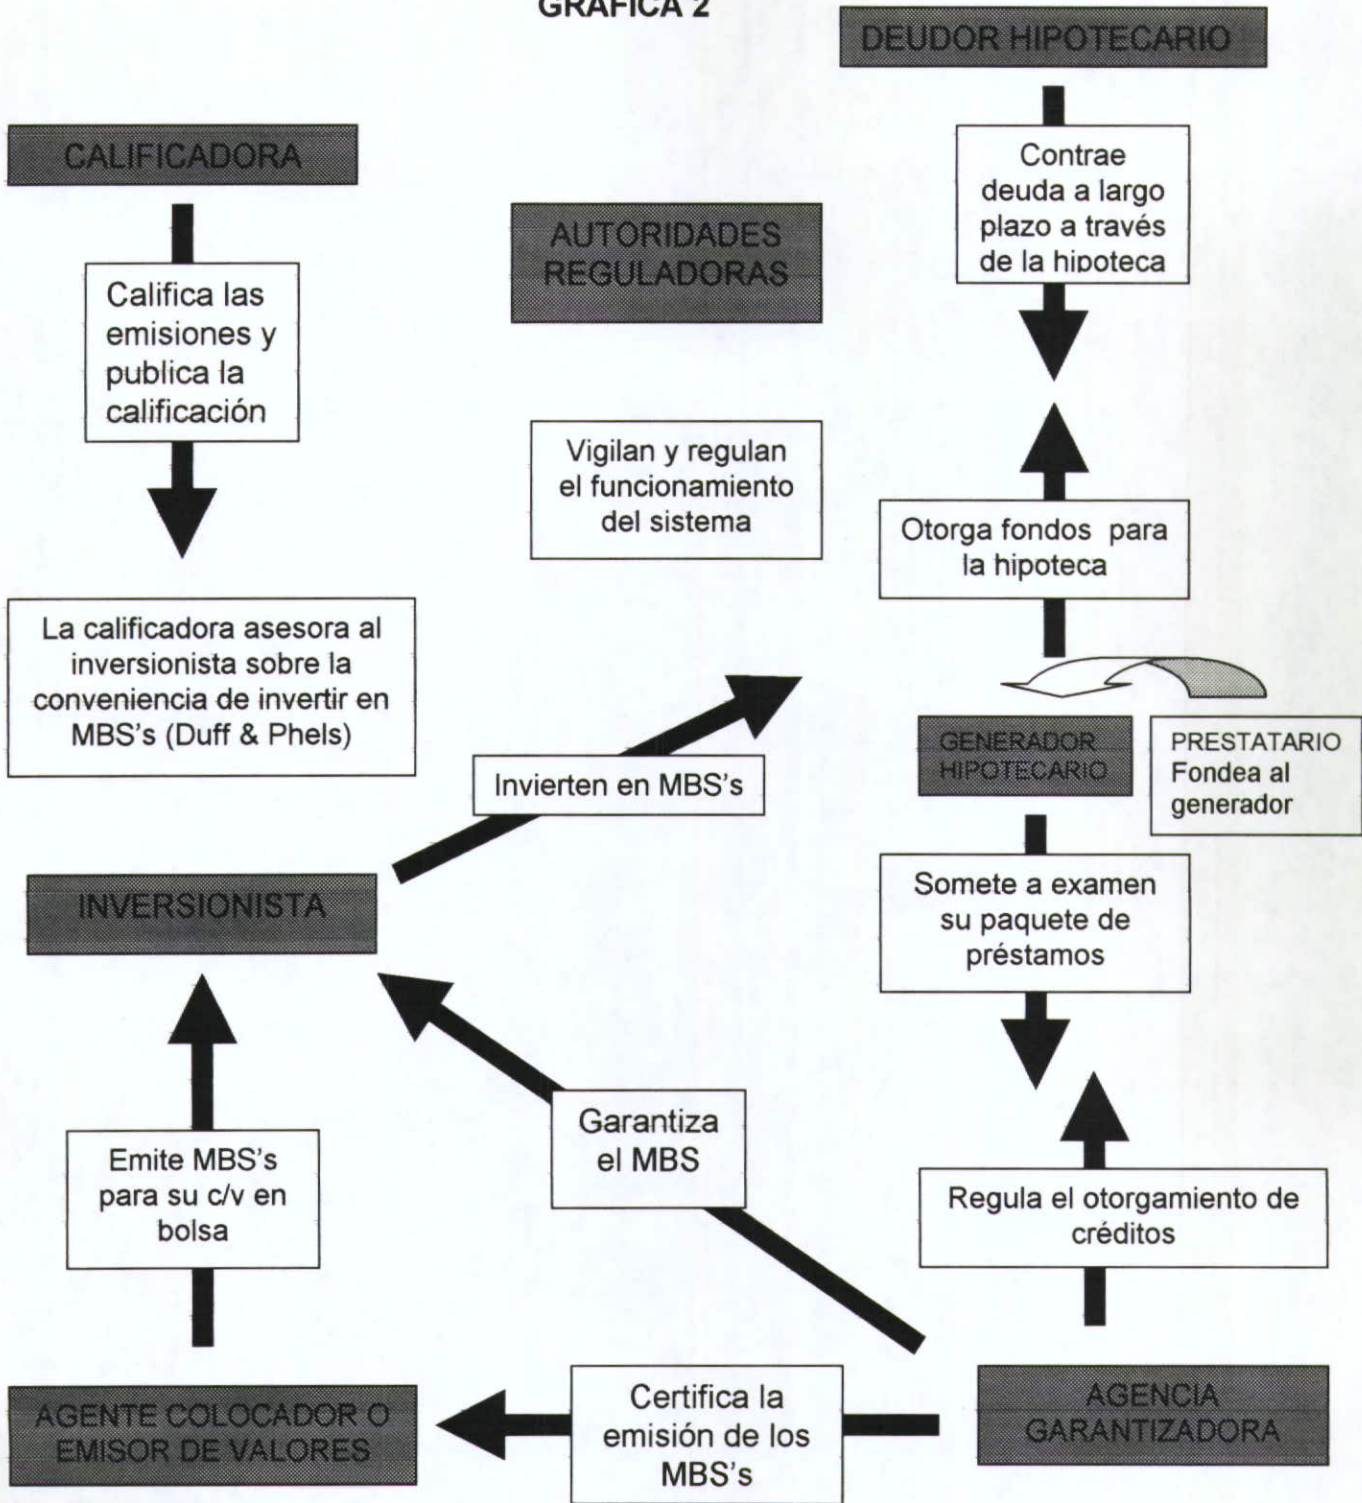 GRAFICA 2
DEUDOR HIPOTECARIO
CALIFICADORA
Contrae
deuda a largo
plazo a través
de la hipoteca
AUTORIDADES
REGULADORAS
Califica las
emisiones y
publica la
calificación
Vigilan y regulan
el funcionamiento
del sistema
Otorga fondos para
la hipoteca
La calificadora asesora al
inversionista sobre la
conveniencia de invertir en
MBS's (Duff & Phels)
GENERADOR
HIPOTECARIO
PRESTATARIO
Fondea al
generador
Invierten en MBS's
INVERSIONISTA
Somete a examen
su paquete de
préstamos
Garantiza
el MBS
Emite MBS's
para su c/v en
bolsa
Regula el otorgamiento de
créditos
AGENTE COLOCADOR O
EMISOR DE VALORES
Certifica la
emisión de los
MBS's
AGENCIA
GARANTIZADORA